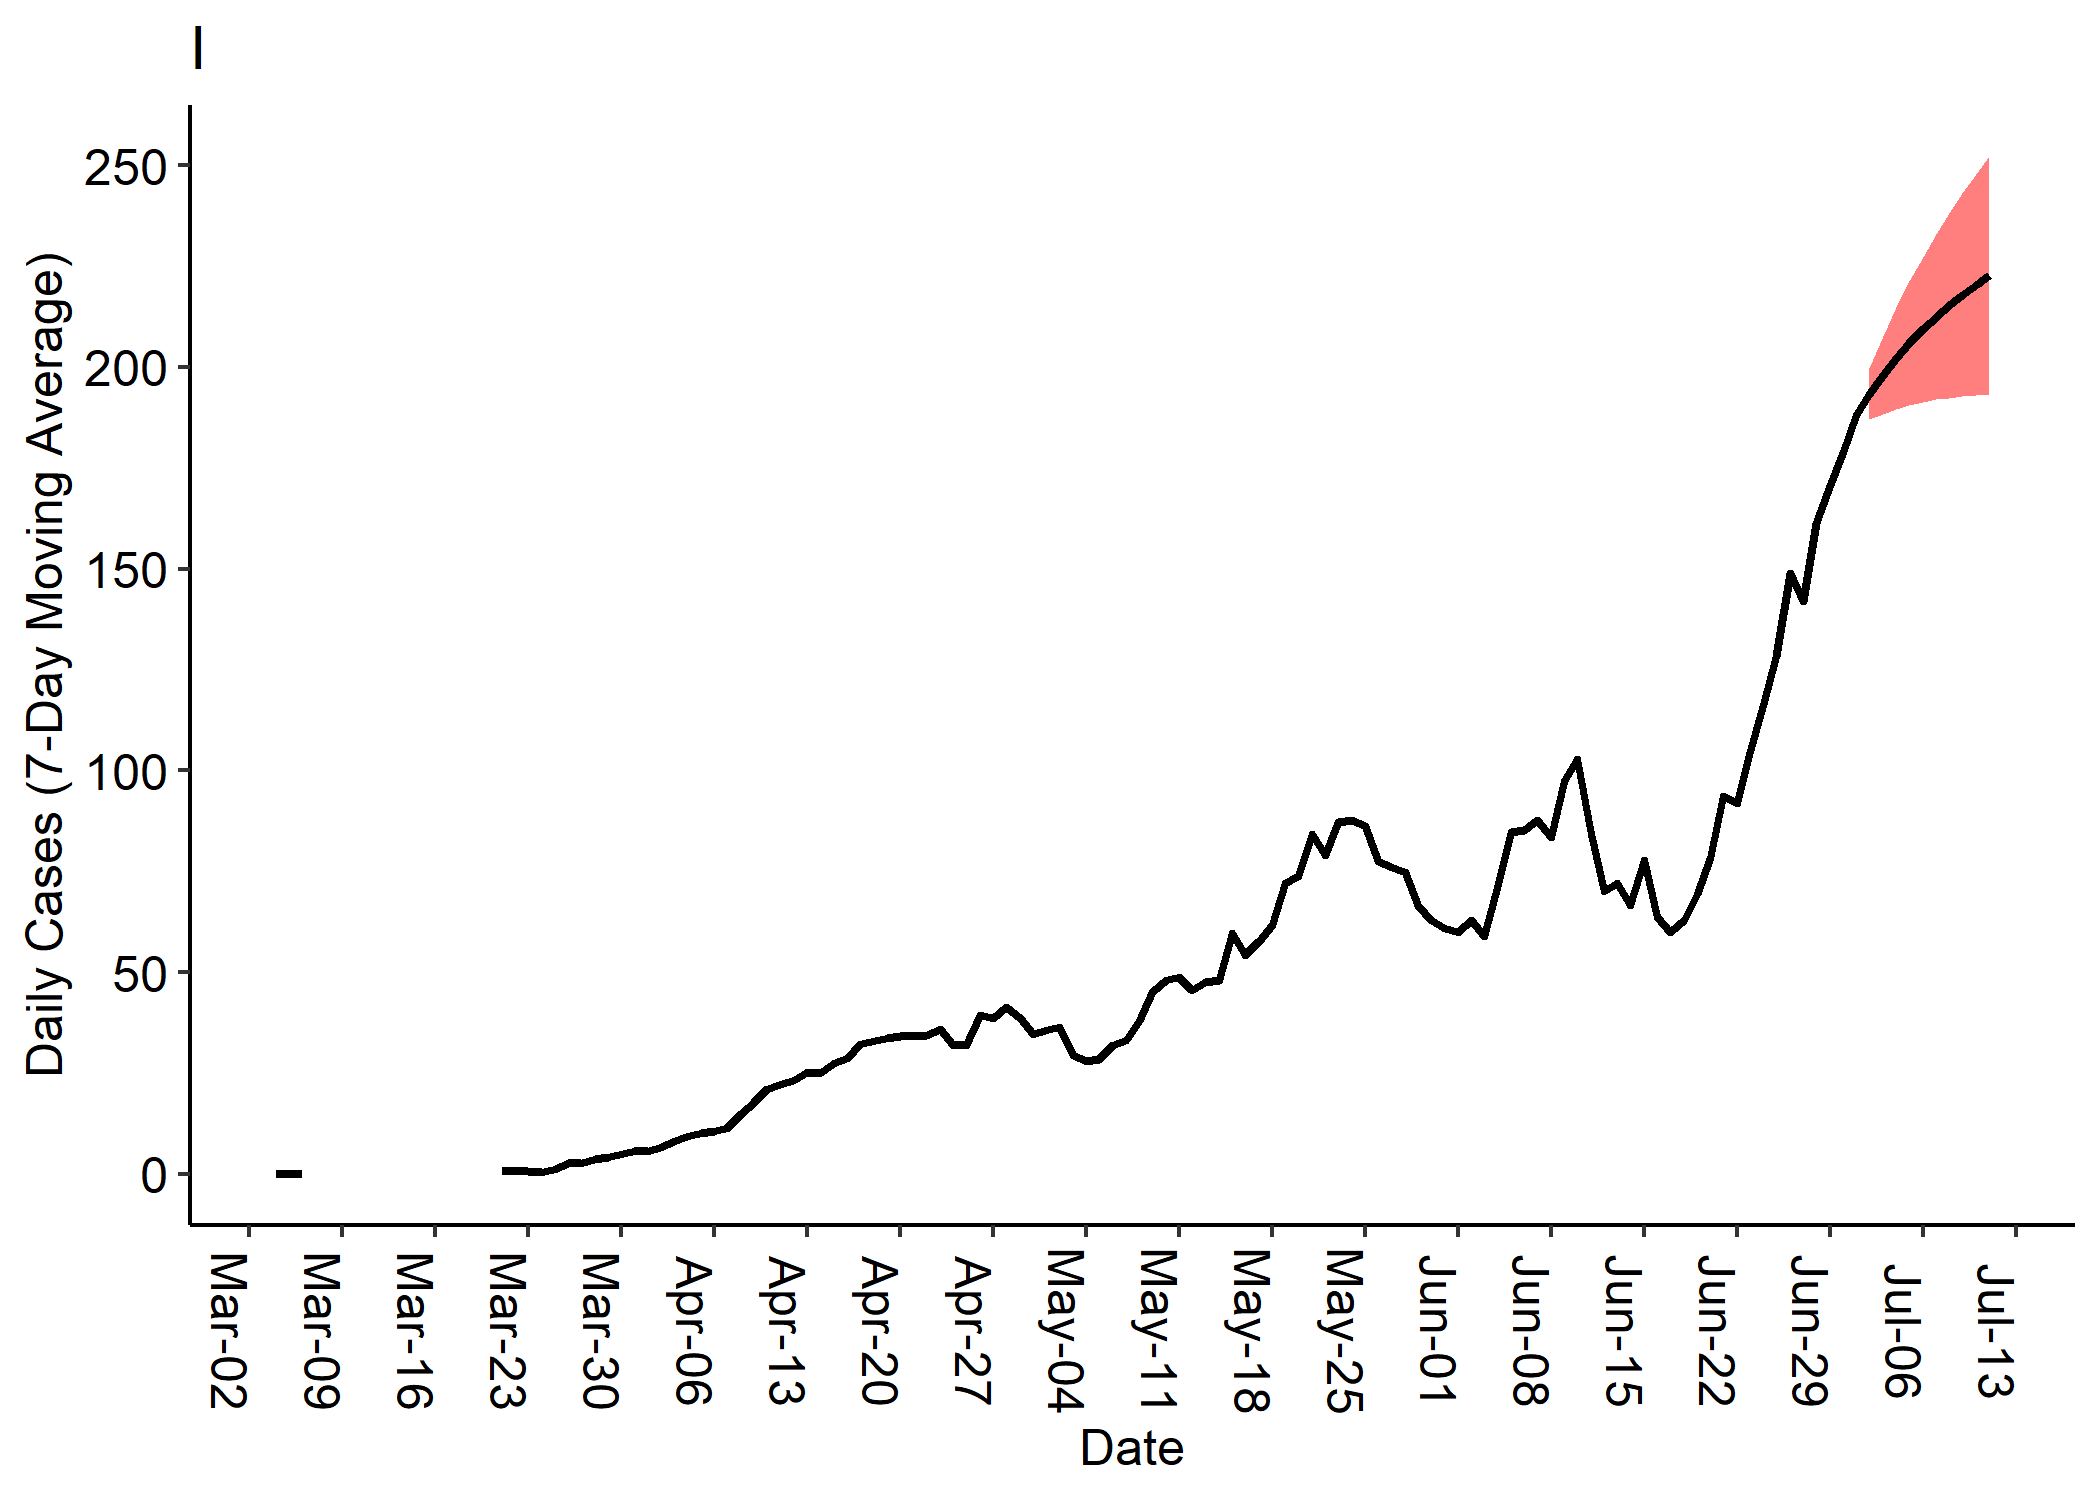 I
Daily Cases (7-Day Moving Average)
250
200
150
100
50
0
Mar-02
Mar-09
Mar-16
Mar-23
Mar-30
Apr-06
Apr-13
Apr-20
Apr-27
May-04
May-11
May-18
May-25
Jun-01
Jun-08
Jun-15
Jun-22
Jun-29
Jul-06
Jul-13
Date